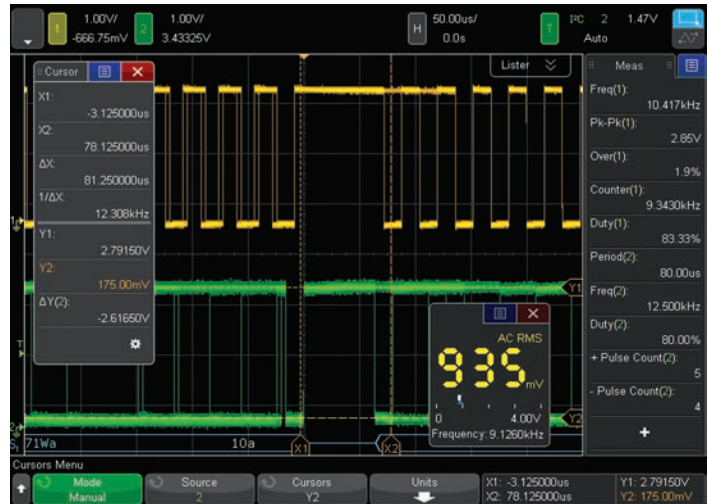 1 1.00V/ -666.75mV
2 1.00V/ 3.43325V
H 50.00us/ 0.0s
T I²C 2 1.47V
Auto
Lister
Cursor
X1:
-3.125000us
X2:
78.125000us
ΔX:
81.250000us
1/ΔX:
12.308kHz
Y1:
2.79150V
Y2:
175.00mV
ΔY(2):
-2.61650V
Meas
Freq(1):
10.417kHz
Pk-Pk(1):
2.85V
Over(1):
1.9%
Counter(1):
9.3430kHz
Duty(1):
83.33%
Period(2):
80.00us
Freq(2):
12.500kHz
Duty(2):
80.00%
+ Pulse Count(2):
5
- Pulse Count(2):
4
+
Y1
Y2
AC RMS
935 mV
0 4.00V
Frequency: 9.1260kHz
T
2
S₁ 71Wa 10a
X1 X2
Cursors Menu
Mode
Manual
Source
2
Cursors
Y2
Units
X1: -3.125000us
X2: 78.125000us
Y1: 2.79150V
Y2: 175.00mV